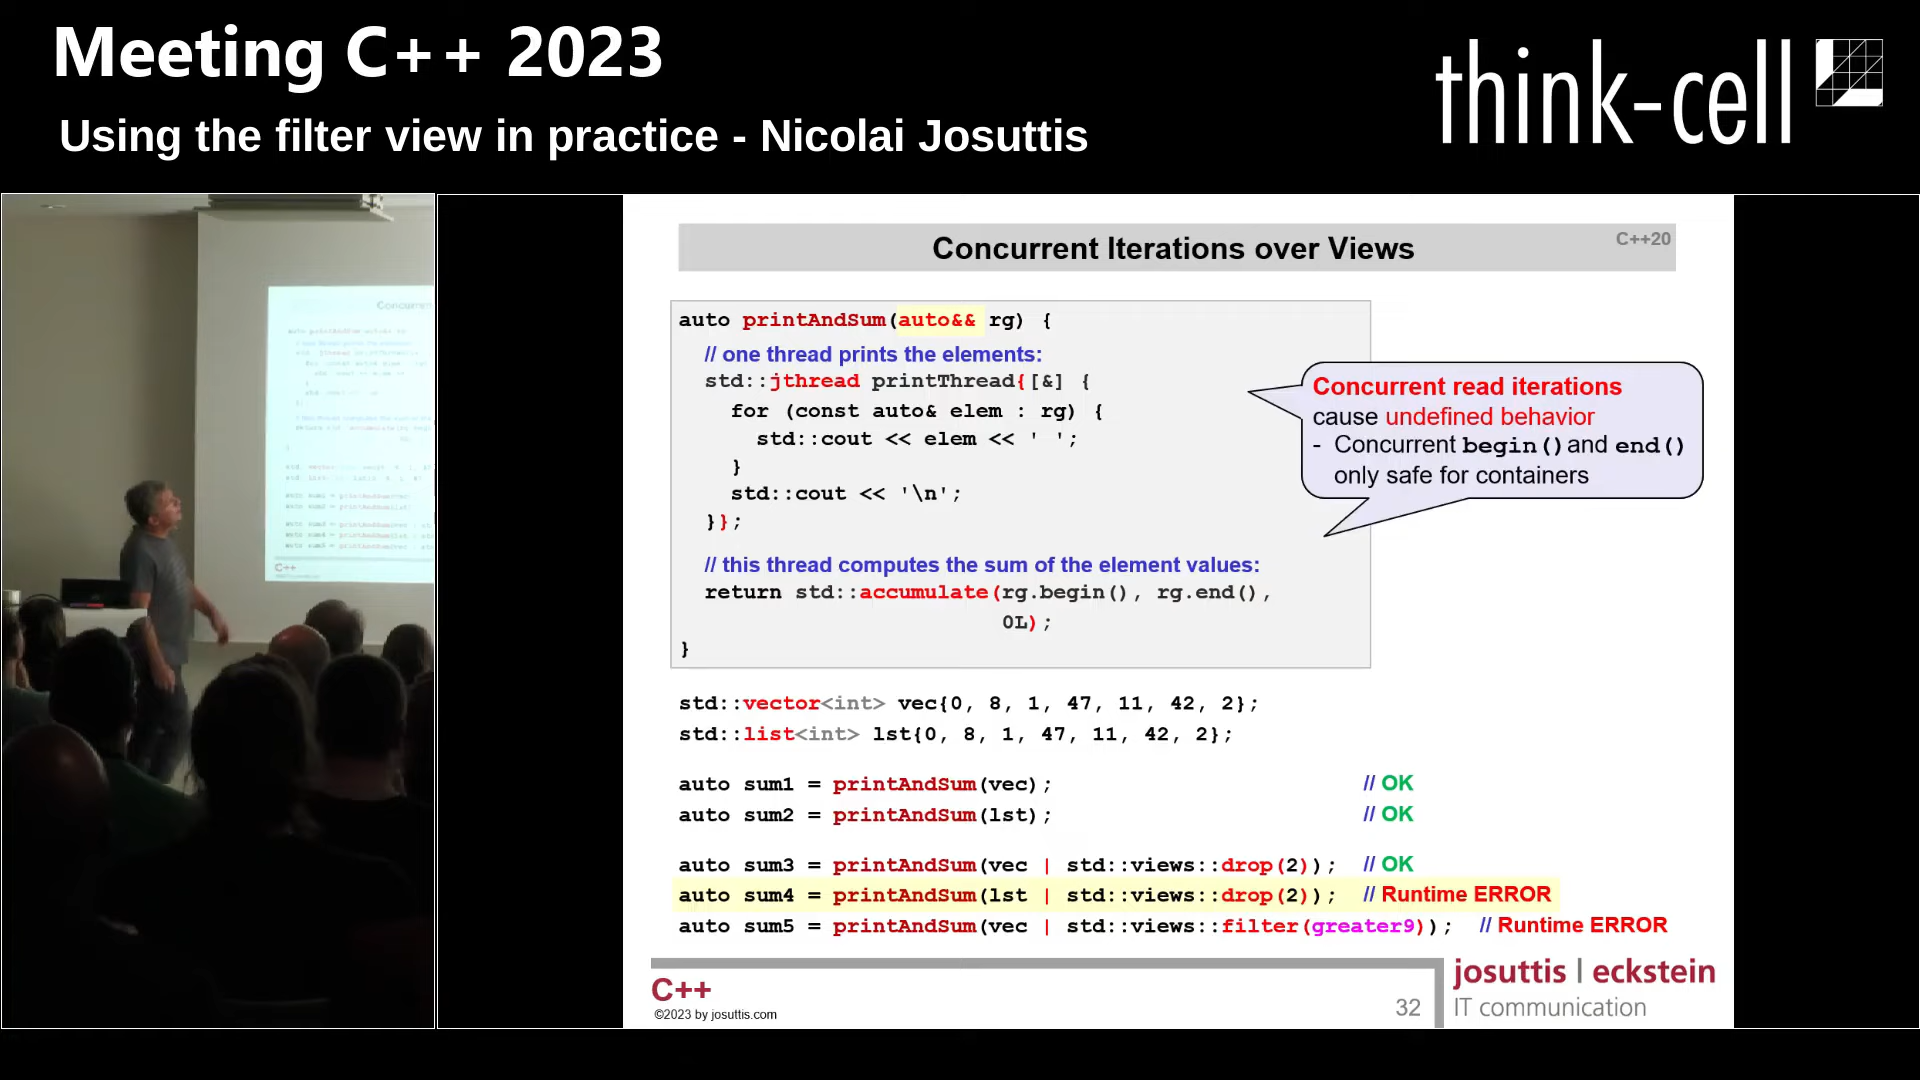 Meeting C++ 2023
Using the filter view in practice - Nicolai Josuttis
think-cell
Concurrent Iterations over Views
C++20
auto printAndSum(auto&& rg) {
// one thread prints the elements:
std::jthread printThread{[&] {
for (const auto& elem : rg) {
std::cout << elem << ' ';
}
std::cout << '\n';
}};
// this thread computes the sum of the element values:
return std::accumulate(rg.begin(), rg.end(),
0L);
}
Concurrent read iterations
cause undefined behavior
- Concurrent begin() and end()
only safe for containers
std::vector<int> vec{0, 8, 1, 47, 11, 42, 2};
std::list<int> lst{0, 8, 1, 47, 11, 42, 2};
auto sum1 = printAndSum(vec); // OK
auto sum2 = printAndSum(lst); // OK
auto sum3 = printAndSum(vec | std::views::drop(2)); // OK
auto sum4 = printAndSum(lst | std::views::drop(2)); // Runtime ERROR
auto sum5 = printAndSum(vec | std::views::filter(greater9)); // Runtime ERROR
C++
©2023 by josuttis.com
32
josuttis | eckstein
IT communication